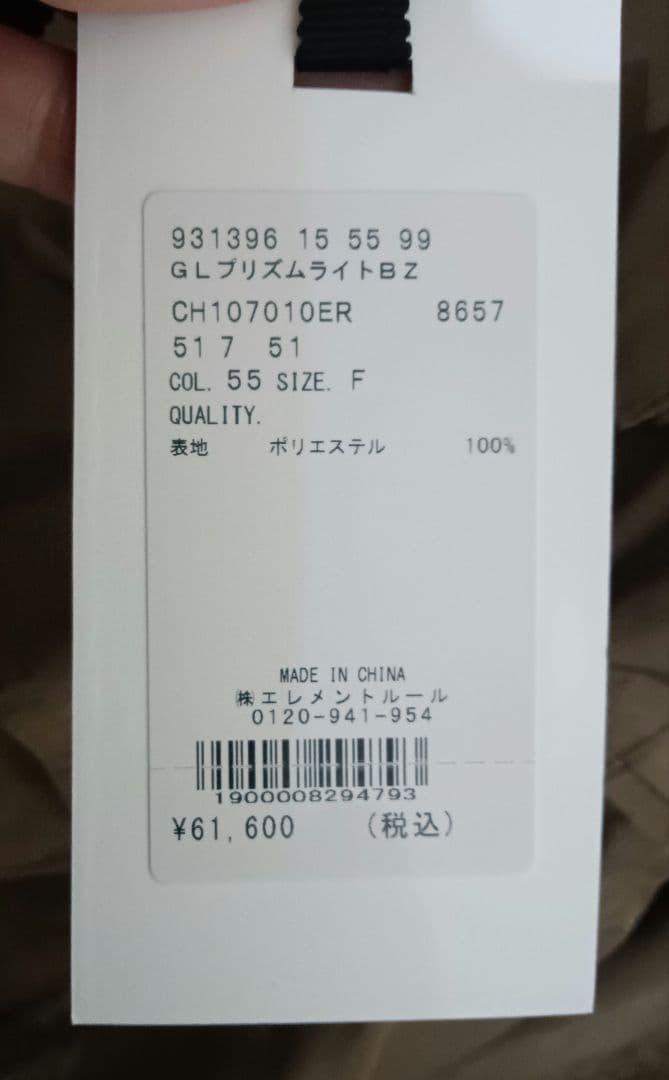 931396 15 55 99
GLプリズムライトBZ
CH107010ER 8657
51 7 51
COL. 55 SIZE. F
QUALITY.
表地 ポリエステル 100%
MADE IN CHINA
㈱エレメントルール
0120-941-954
1900008294793
¥61,600 (税込)